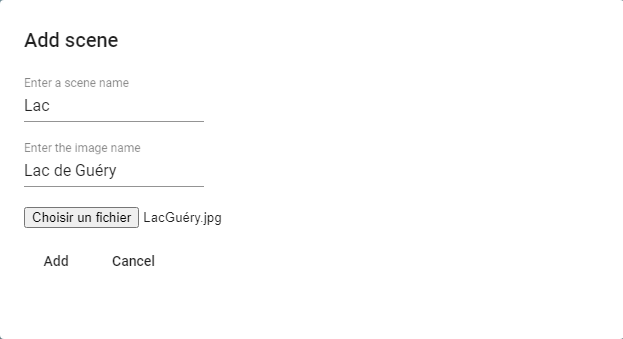 Add scene
Enter a scene name
Lac
Enter the image name
Lac de Guéry
Choisir un fichier LacGuéry.jpg
Add Cancel